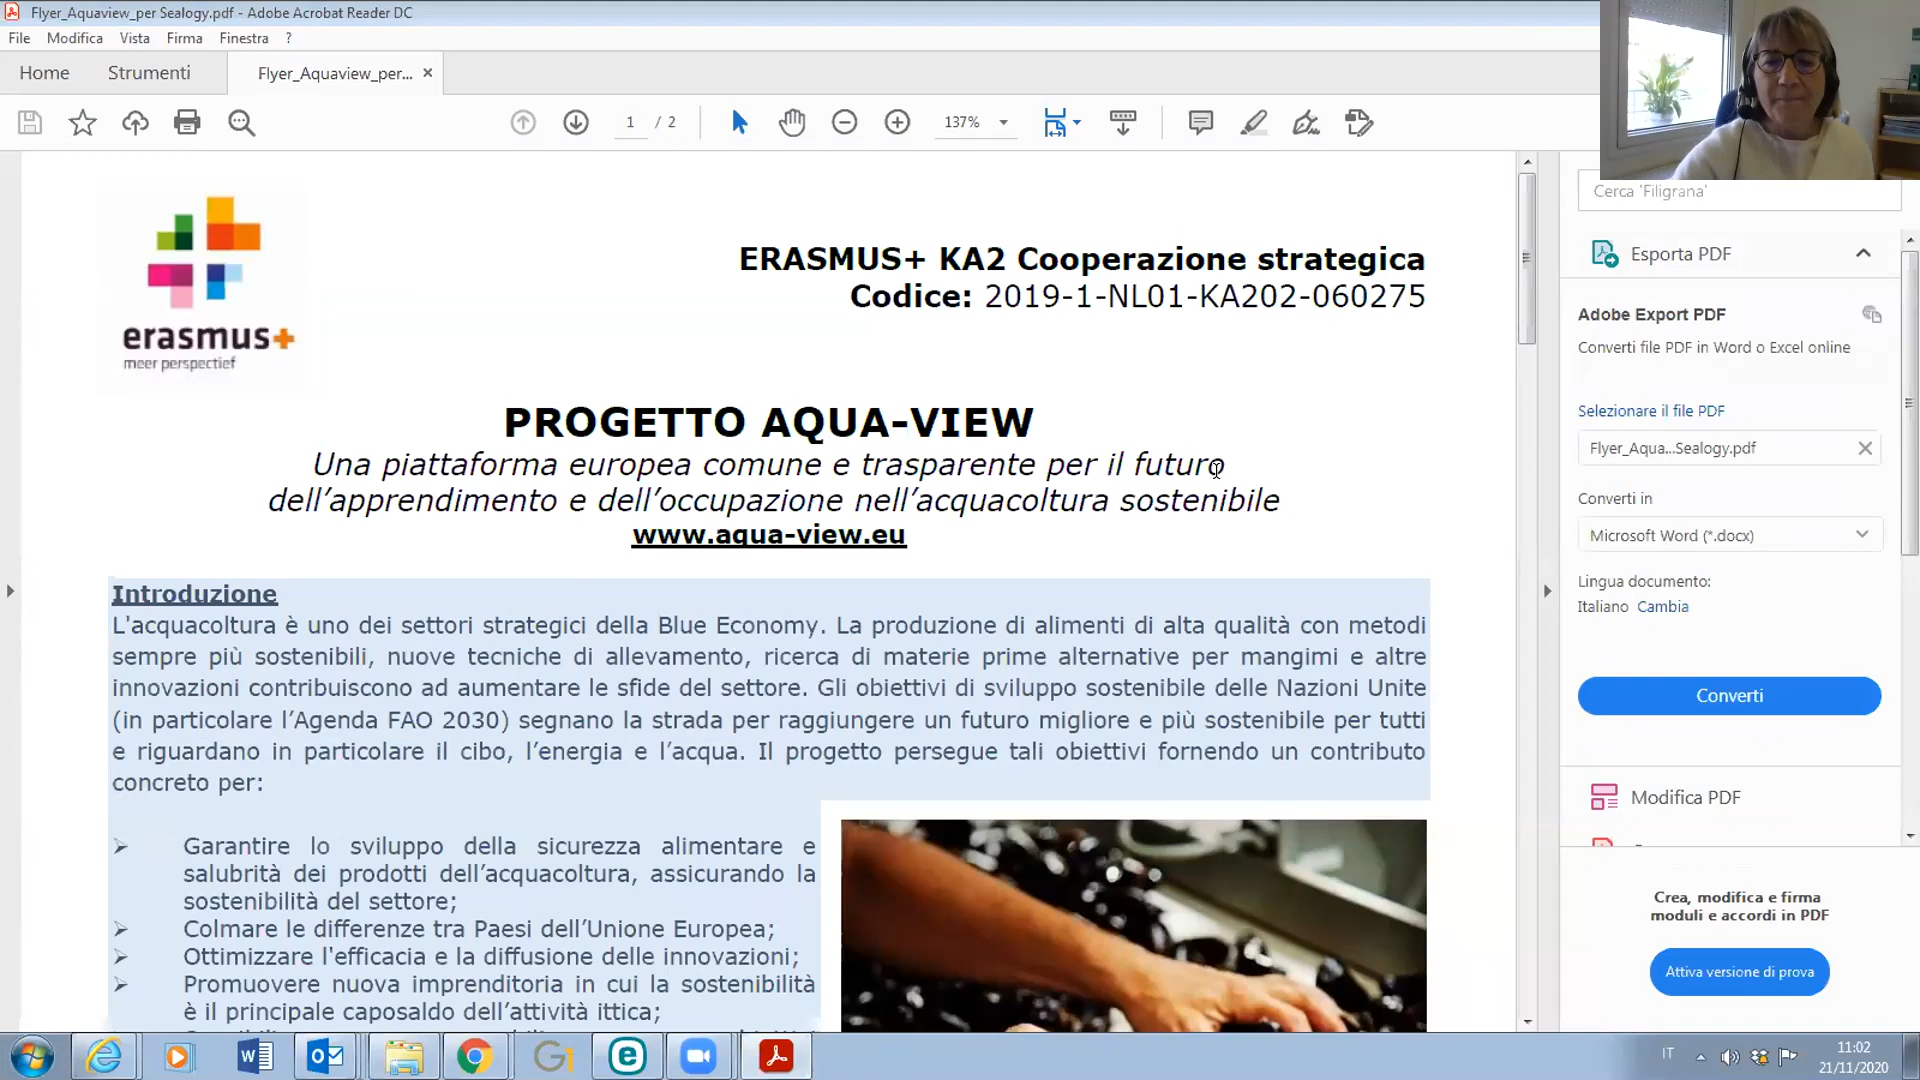 Flyer_Aquaview_per Sealogy.pdf - Adobe Acrobat Reader DC
File Modifica Vista Firma Finestra ?
Home Strumenti Flyer_Aquaview_per... ×
1 / 2 137%
Cerca 'Filigrana'
erasmus+
meer perspectief
ERASMUS+ KA2 Cooperazione strategica
Codice: 2019-1-NL01-KA202-060275
PROGETTO AQUA-VIEW
Una piattaforma europea comune e trasparente per il futuro
dell’apprendimento e dell’occupazione nell’acquacoltura sostenibile
www.aqua-view.eu
Introduzione
L'acquacoltura è uno dei settori strategici della Blue Economy. La produzione di alimenti di alta qualità con metodi
sempre più sostenibili, nuove tecniche di allevamento, ricerca di materie prime alternative per mangimi e altre
innovazioni contribuiscono ad aumentare le sfide del settore. Gli obiettivi di sviluppo sostenibile delle Nazioni Unite
(in particolare l’Agenda FAO 2030) segnano la strada per raggiungere un futuro migliore e più sostenibile per tutti
e riguardano in particolare il cibo, l’energia e l’acqua. Il progetto persegue tali obiettivi fornendo un contributo
concreto per:
➢ Garantire lo sviluppo della sicurezza alimentare e
salubrità dei prodotti dell’acquacoltura, assicurando la
sostenibilità del settore;
➢ Colmare le differenze tra Paesi dell’Unione Europea;
➢ Ottimizzare l'efficacia e la diffusione delle innovazioni;
➢ Promuovere nuova imprenditoria in cui la sostenibilità
è il principale caposaldo dell’attività ittica;
Esporta PDF
Adobe Export PDF
Converti file PDF in Word o Excel online
Selezionare il file PDF
Flyer_Aqua...Sealogy.pdf
Converti in
Microsoft Word (*.docx)
Lingua documento:
Italiano Cambia
Converti
Modifica PDF
Crea, modifica e firma
moduli e accordi in PDF
Attiva versione di prova
IT
11:02
21/11/2020